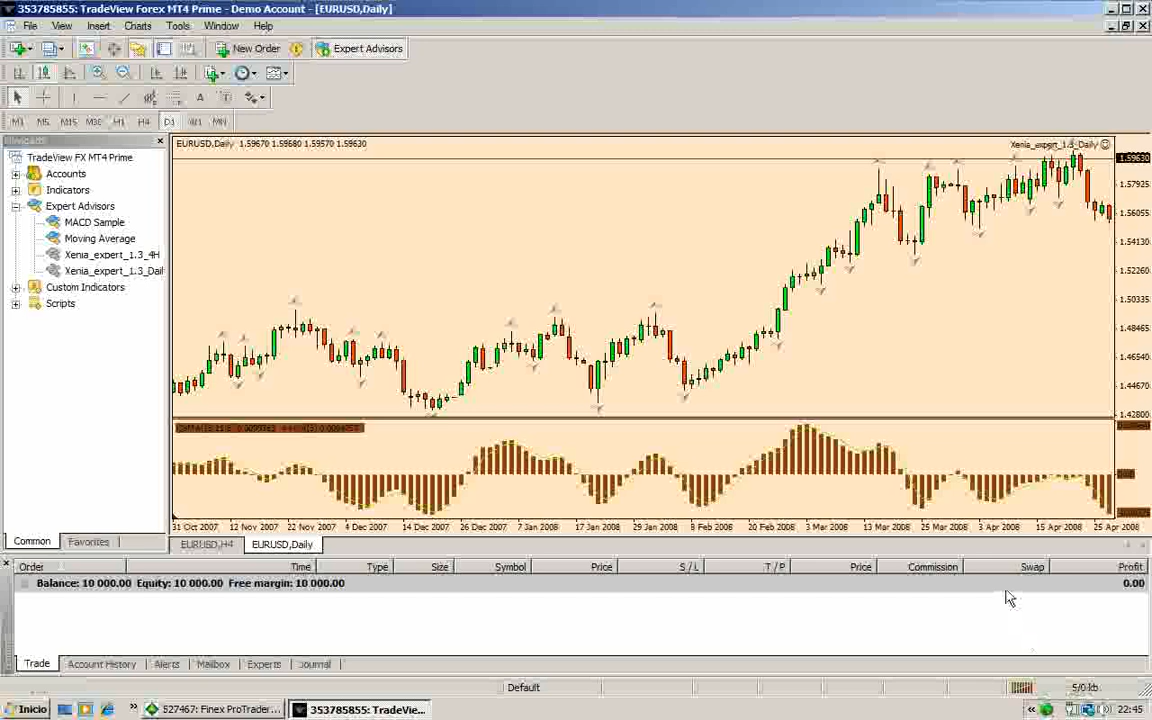 353785855: TradeView Forex MT4 Prime - Demo Account - [EURUSD,Daily]
File View Insert Charts Tools Window Help
New Order Expert Advisors
M1 M5 M15 M30 H1 H4 D1 W1 MN
TradeView FX MT4 Prime
Accounts
Indicators
Expert Advisors
MACD Sample
Moving Average
Xenia_expert_1.3_4H
Xenia_expert_1.3_Dail
Custom Indicators
Scripts
Common Favorites
EURUSD,Daily 1.59670 1.59680 1.59570 1.59630
Xenia_expert_1.3_Daily
1.59630
1.57925
1.56055
1.54130
1.52260
1.50335
1.48465
1.46540
1.44670
1.42800
31 Oct 2007 12 Nov 2007 22 Nov 2007 4 Dec 2007 14 Dec 2007 26 Dec 2007 7 Jan 2008 17 Jan 2008 29 Jan 2008 8 Feb 2008 20 Feb 2008 3 Mar 2008 13 Mar 2008 25 Mar 2008 3 Apr 2008 15 Apr 2008 25 Apr 2008
EURUSD,H4 EURUSD,Daily
Order Time Type Size Symbol Price S / L T / P Price Commission Swap Profit
Balance: 10 000.00 Equity: 10 000.00 Free margin: 10 000.00 0.00
Trade Account History Alerts Mailbox Experts Journal
Default 5/0 kb
Inicio » 527467: Finex ProTrader... 353785855: TradeVie... « 22:45